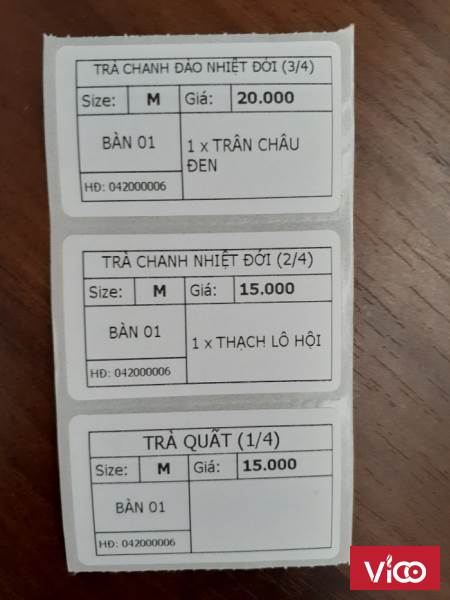 TRÀ CHANH ĐÀO NHIỆT ĐỚI (3/4)
Size: M Giá: 20.000
BÀN 01
1 x TRÂN CHÂU
ĐEN
HĐ: 042000006
TRÀ CHANH NHIỆT ĐỚI (2/4)
Size: M Giá: 15.000
BÀN 01
1 x THẠCH LÔ HỘI
HĐ: 042000006
TRÀ QUẤT (1/4)
Size: M Giá: 15.000
BÀN 01
HĐ: 042000006
VICO